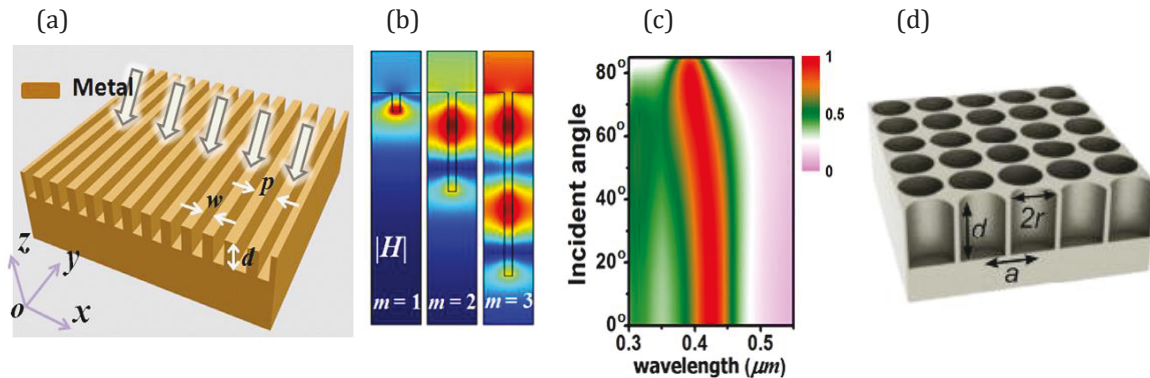 (a)
(b)
(c)
(d)
Metal
p
w
d
z
y
o
x
|H|
m = 1
m = 2
m = 3
Incident angle
80°
60°
40°
20°
0°
0.3
0.4
0.5
wavelength (μm)
1
0.5
0
d
2r
a